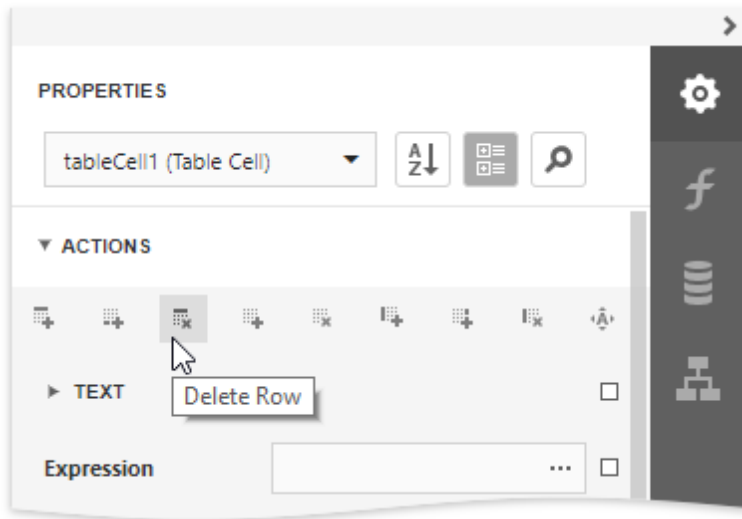 PROPERTIES
tableCell1 (Table Cell)
ACTIONS
TEXT
Delete Row
Expression